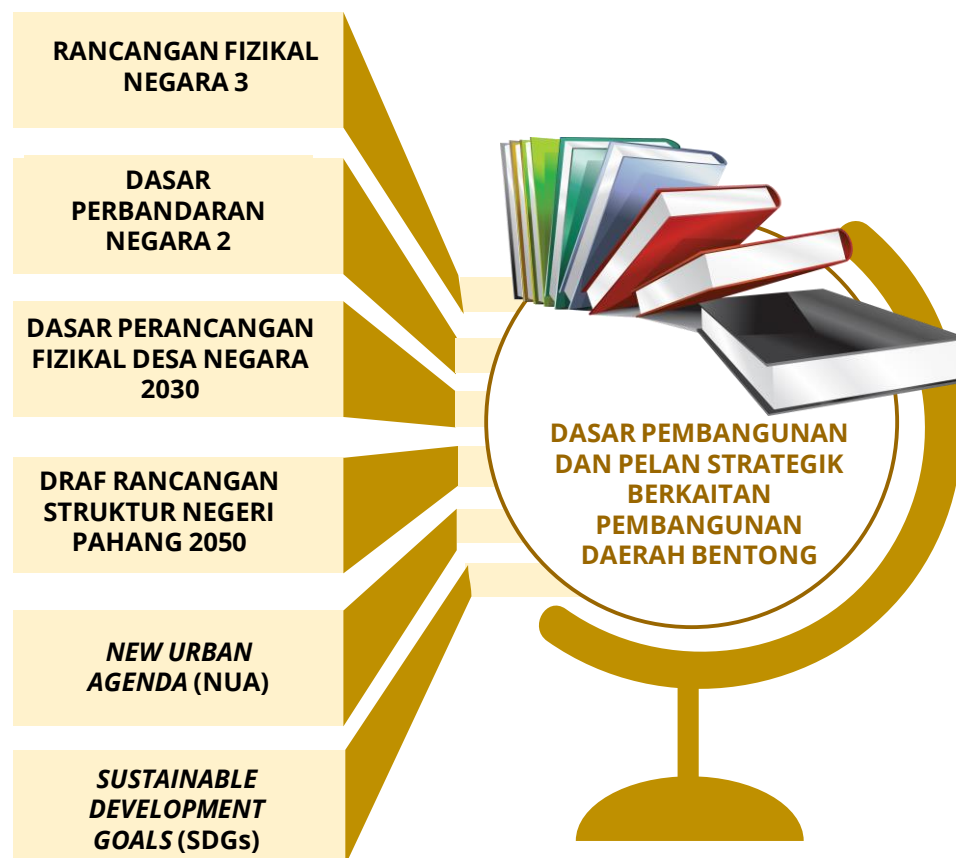 RANCANGAN FIZIKAL
NEGARA 3
DASAR
PERBANDARAN
NEGARA 2
DASAR PERANCANGAN
FIZIKAL DESA NEGARA
2030
DRAF RANCANGAN
STRUKTUR NEGERI
PAHANG 2050
NEW URBAN
AGENDA (NUA)
SUSTAINABLE
DEVELOPMENT
GOALS (SDGs)
DASAR PEMBANGUNAN
DAN PELAN STRATEGIK
BERKAITAN
PEMBANGUNAN
DAERAH BENTONG